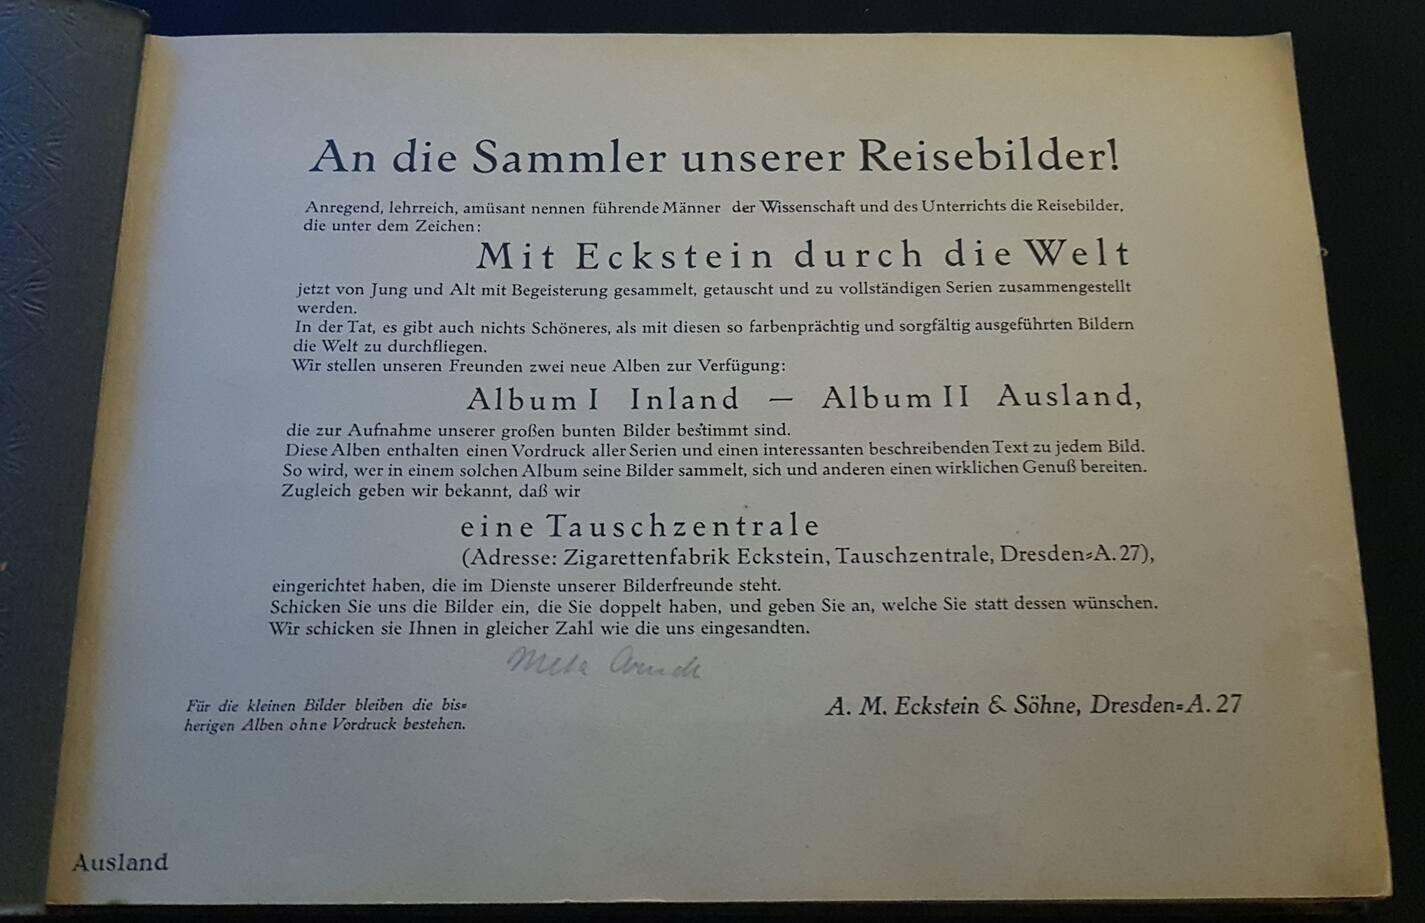 An die Sammler unserer Reisebilder!
Anregend, lehrreich, amüsant nennen führende Männer der Wissenschaft und des Unterrichts die Reisebilder,
die unter dem Zeichen:
Mit Eckstein durch die Welt
jetzt von Jung und Alt mit Begeisterung gesammelt, getauscht und zu vollständigen Serien zusammengestellt
werden.
In der Tat, es gibt auch nichts Schöneres, als mit diesen so farbenprächtig und sorgfältig ausgeführten Bildern
die Welt zu durchfliegen.
Wir stellen unseren Freunden zwei neue Alben zur Verfügung:
Album I Inland — Album II Ausland,
die zur Aufnahme unserer großen bunten Bilder bestimmt sind.
Diese Alben enthalten einen Vordruck aller Serien und einen interessanten beschreibenden Text zu jedem Bild.
So wird, wer in einem solchen Album seine Bilder sammelt, sich und anderen einen wirklichen Genuß bereiten.
Zugleich geben wir bekannt, daß wir
eine Tauschzentrale
(Adresse: Zigarettenfabrik Eckstein, Tauschzentrale, Dresden-A. 27),
eingerichtet haben, die im Dienste unserer Bilderfreunde steht.
Schicken Sie uns die Bilder ein, die Sie doppelt haben, und geben Sie an, welche Sie statt dessen wünschen.
Wir schicken sie Ihnen in gleicher Zahl wie die uns eingesandten.
Meta
Für die kleinen Bilder bleiben die bis-
herigen Alben ohne Vordruck bestehen.
A. M. Eckstein & Söhne, Dresden-A. 27
Ausland